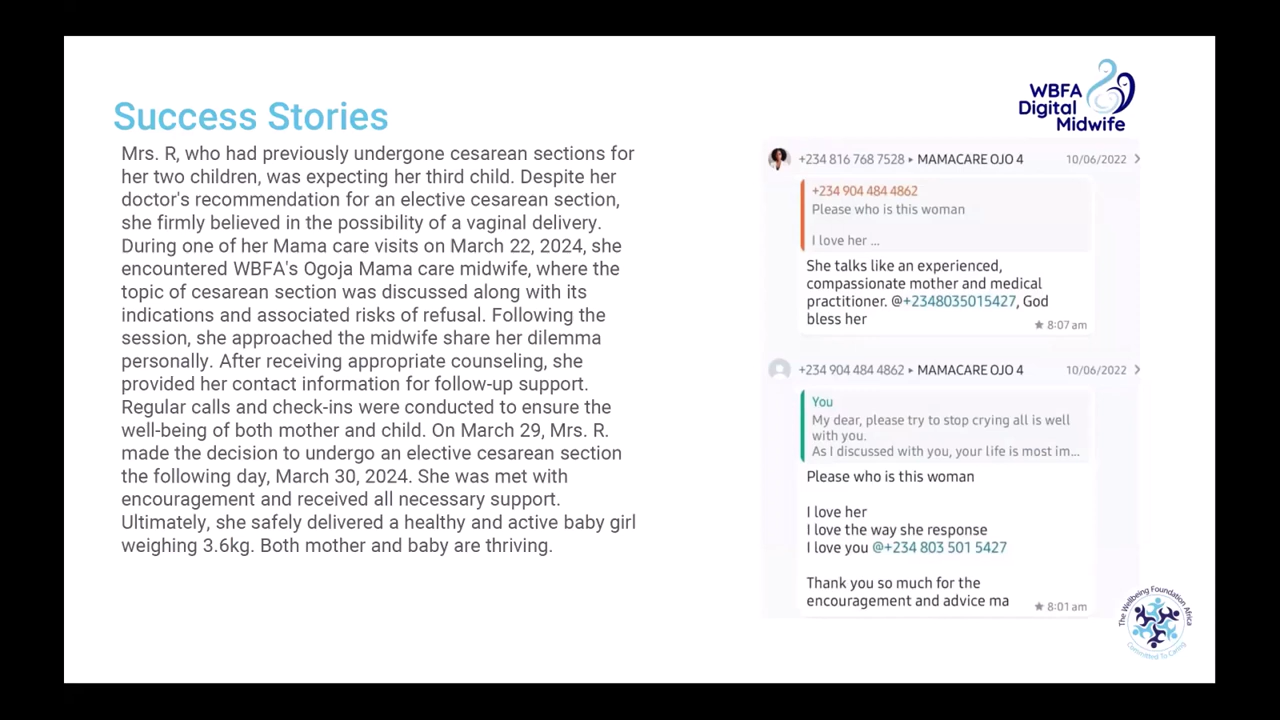 WBFA
Digital
Midwife
Success Stories
Mrs. R, who had previously undergone cesarean sections for
her two children, was expecting her third child. Despite her
doctor's recommendation for an elective cesarean section,
she firmly believed in the possibility of a vaginal delivery.
During one of her Mama care visits on March 22, 2024, she
encountered WBFA's Ogoja Mama care midwife, where the
topic of cesarean section was discussed along with its
indications and associated risks of refusal. Following the
session, she approached the midwife share her dilemma
personally. After receiving appropriate counseling, she
provided her contact information for follow-up support.
Regular calls and check-ins were conducted to ensure the
well-being of both mother and child. On March 29, Mrs. R.
made the decision to undergo an elective cesarean section
the following day, March 30, 2024. She was met with
encouragement and received all necessary support.
Ultimately, she safely delivered a healthy and active baby girl
weighing 3.6kg. Both mother and baby are thriving.
+234 816 768 7528 ▸ MAMACARE OJO 4 10/06/2022
+234 904 484 4862
Please who is this woman
I love her ...
She talks like an experienced,
compassionate mother and medical
practitioner. @+2348035015427, God
bless her
★ 8:07 am
+234 904 484 4862 ▸ MAMACARE OJO 4 10/06/2022
You
My dear, please try to stop crying all is well
with you.
As I discussed with you, your life is most im...
Please who is this woman
I love her
I love the way she response
I love you @+234 803 501 5427
Thank you so much for the
encouragement and advice ma
★ 8:01 am
The Wellbeing Foundation Africa
Committed To Caring